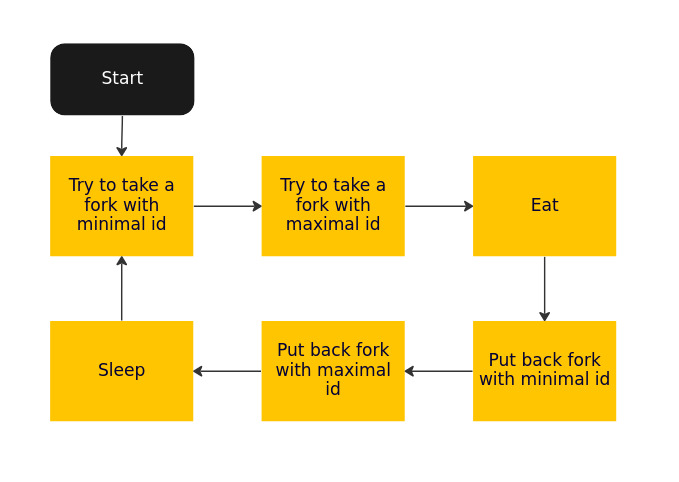 Start
Try to take a
fork with
minimal id
Try to take a
fork with
maximal id
Eat
Sleep
Put back fork
with maximal
id
Put back fork
with minimal id